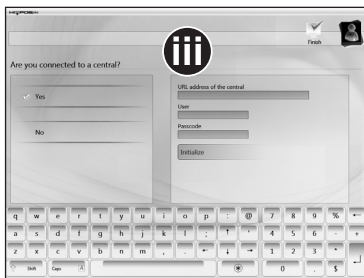 HYPOS
iii
Finish
Are you connected to a central?
Yes
No
URL address of the central
User
Passcode
Initialize
q w e r t y u i o p : @ 7 8 9 % ←
a s d f g h j k l ; ↑ ' 4 5 6 - +
z x c v b n m , . ← ↓ → 1 2 3 *
Shift Caps A 0 . $